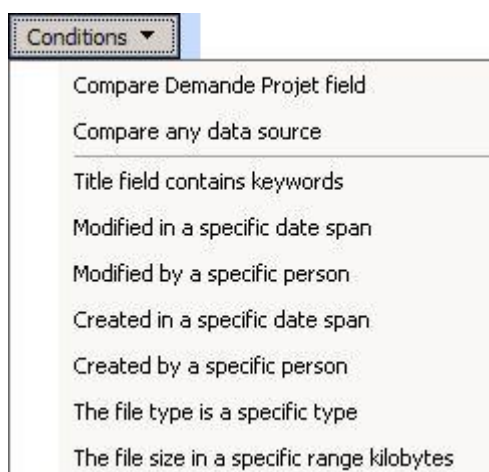 Conditions
Compare Demande Projet field
Compare any data source
Title field contains keywords
Modified in a specific date span
Modified by a specific person
Created in a specific date span
Created by a specific person
The file type is a specific type
The file size in a specific range kilobytes